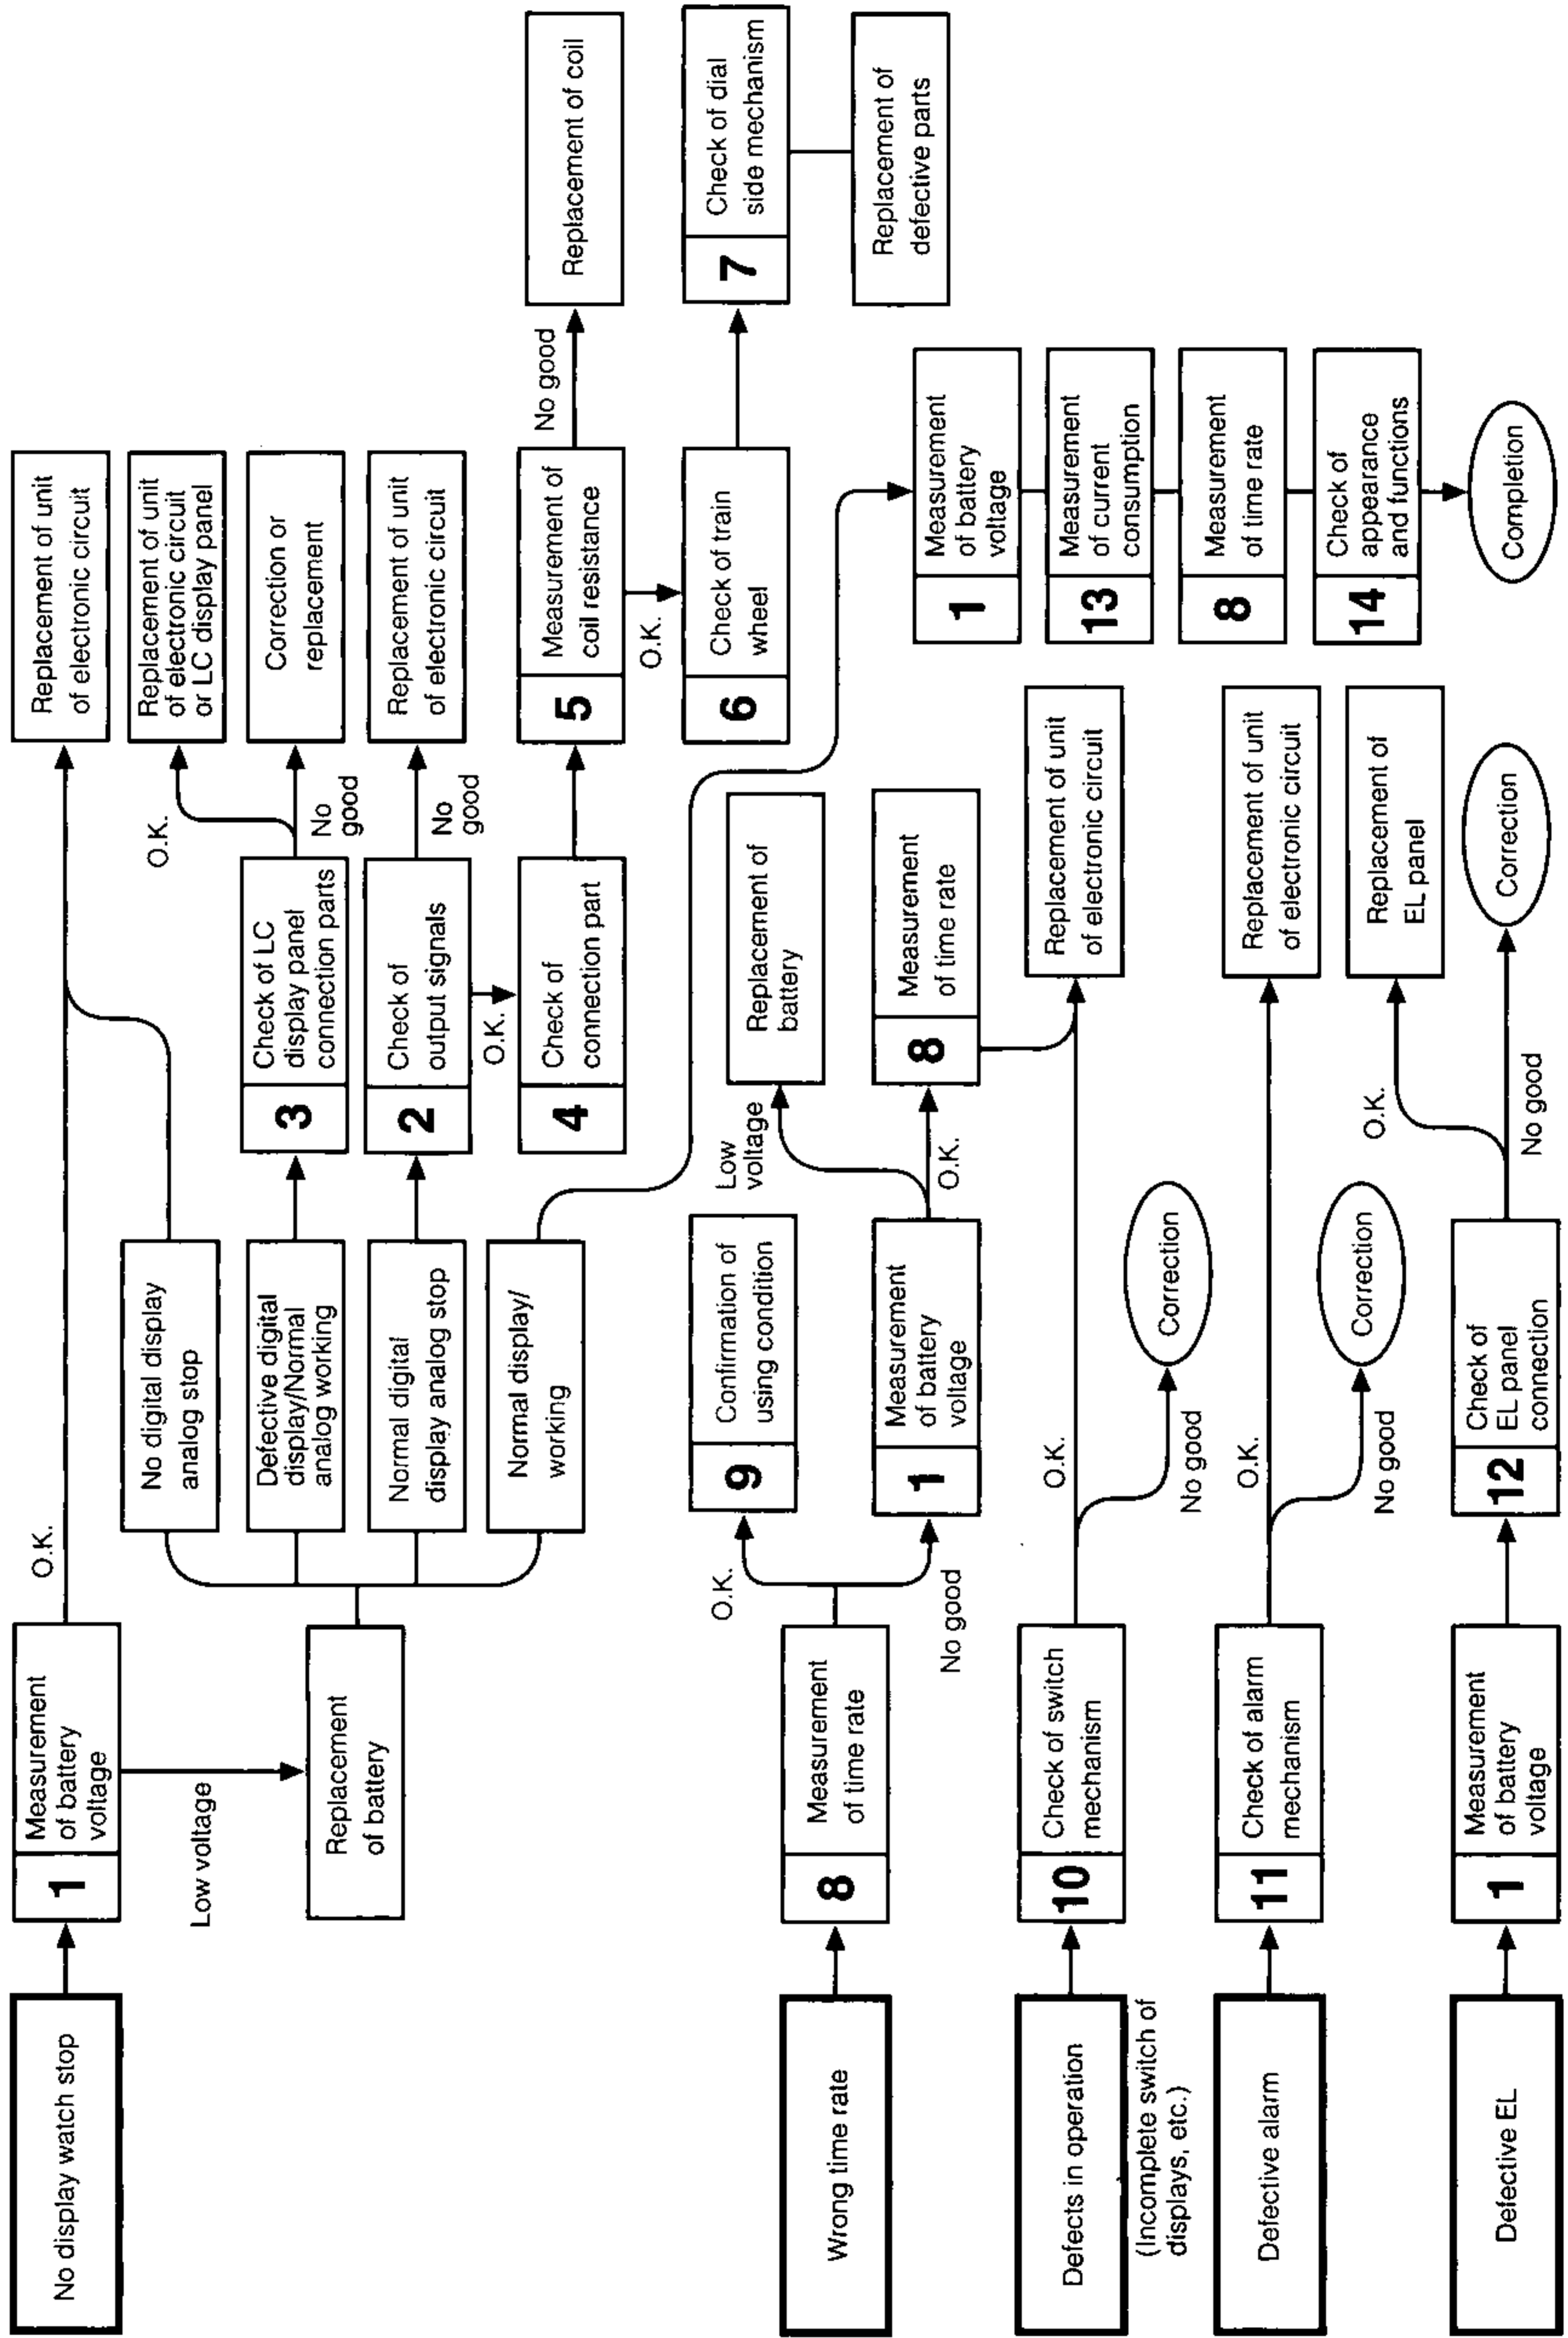 No display watch stop
1
Measurement
of battery
voltage
O.K.
Replacement of unit
of electronic circuit
Low voltage
Replacement
of battery
No digital display
analog stop
Defective digital
display/Normal
analog working
3
Check of LC
display panel
connection parts
O.K.
Replacement of unit
of electronic circuit
or LC display panel
No
good
Correction or
replacement
Normal digital
display analog stop
2
Check of
output signals
No
good
Replacement of unit
of electronic circuit
O.K.
4
Check of
connection part
5
Measurement of
coil resistance
No good
Replacement of coil
O.K.
6
Check of train
wheel
7
Check of dial
side mechanism
Replacement of
defective parts
Normal display/
working
1
Measurement
of battery
voltage
13
Measurement
of current
consumption
8
Measurement
of time rate
14
Check of
appearance
and functions
Completion
Wrong time rate
8
Measurement
of time rate
O.K.
9
Confirmation of
using condition
No good
1
Measurement
of battery
voltage
Low
voltage
Replacement of
battery
O.K.
8
Measurement
of time rate
Defects in operation
(Incomplete switch of
displays, etc.)
10
Check of switch
mechanism
O.K.
Replacement of unit
of electronic circuit
No good
Correction
Defective alarm
11
Check of alarm
mechanism
O.K.
Replacement of unit
of electronic circuit
No good
Correction
Defective EL
1
Measurement
of battery
voltage
12
Check of
EL panel
connection
O.K.
Replacement of
EL panel
No good
Correction